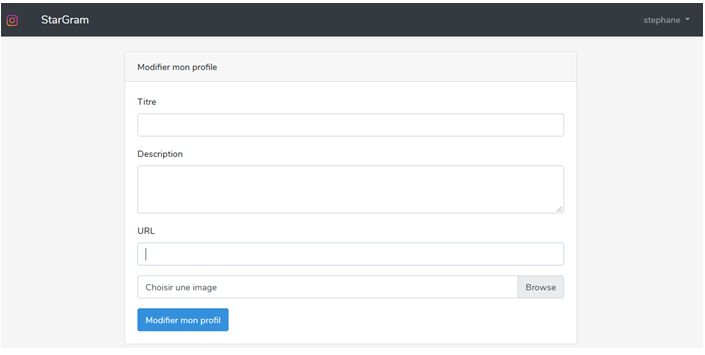 StarGram
stephane
Modifier mon profile
Titre
Description
URL
Choisir une image
Browse
Modifier mon profil